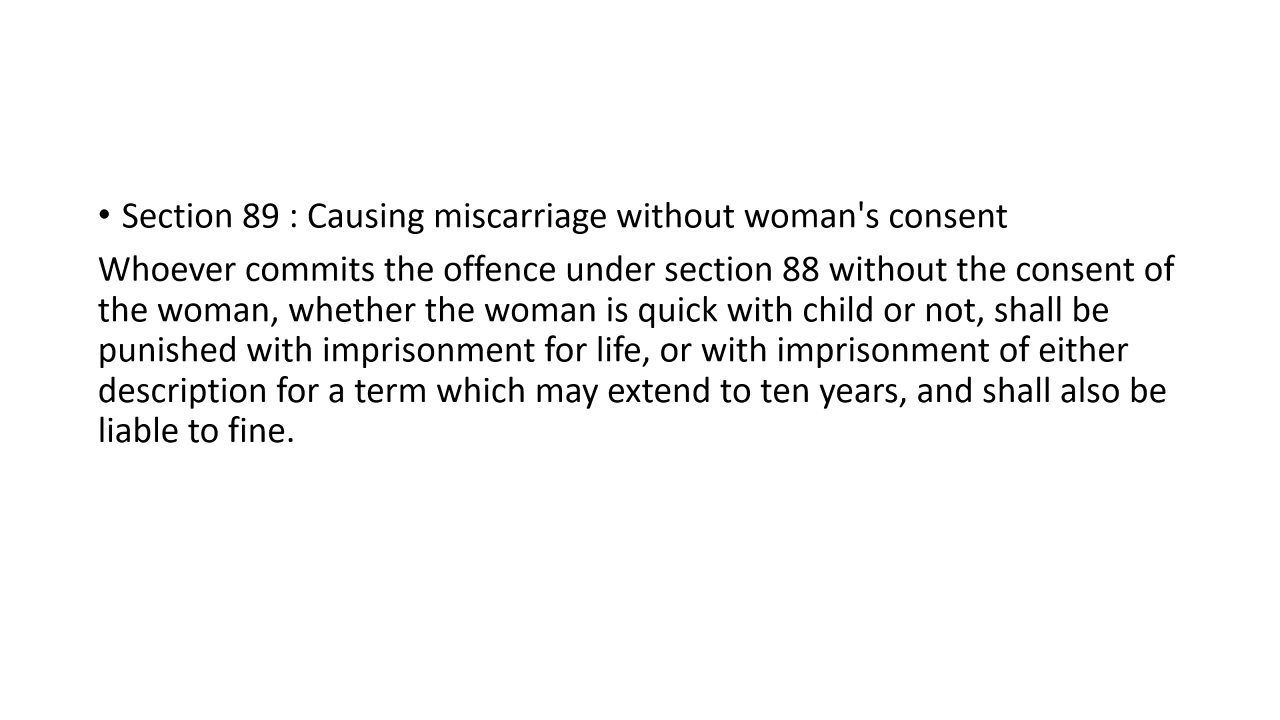 • Section 89 : Causing miscarriage without woman's consent
Whoever commits the offence under section 88 without the consent of
the woman, whether the woman is quick with child or not, shall be
punished with imprisonment for life, or with imprisonment of either
description for a term which may extend to ten years, and shall also be
liable to fine.